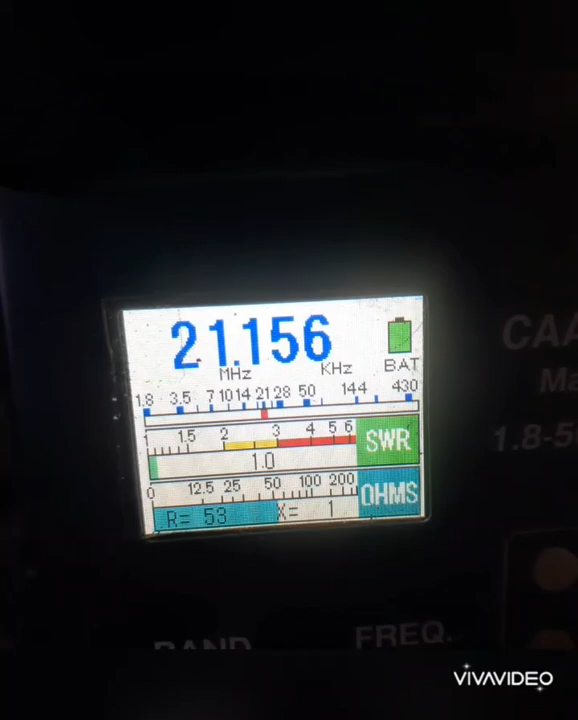 21.156
MHz KHz BAT
1.8 3.5 7 10 14 21 28 50 144 430
1 1.5 2 3 4 5 6 SWR
1.0
0 12.5 25 50 100 200 OHMS
R= 53 X= 1
CAA
Ma
1.8-5
BAND FREQ.
VIVAVIDEO